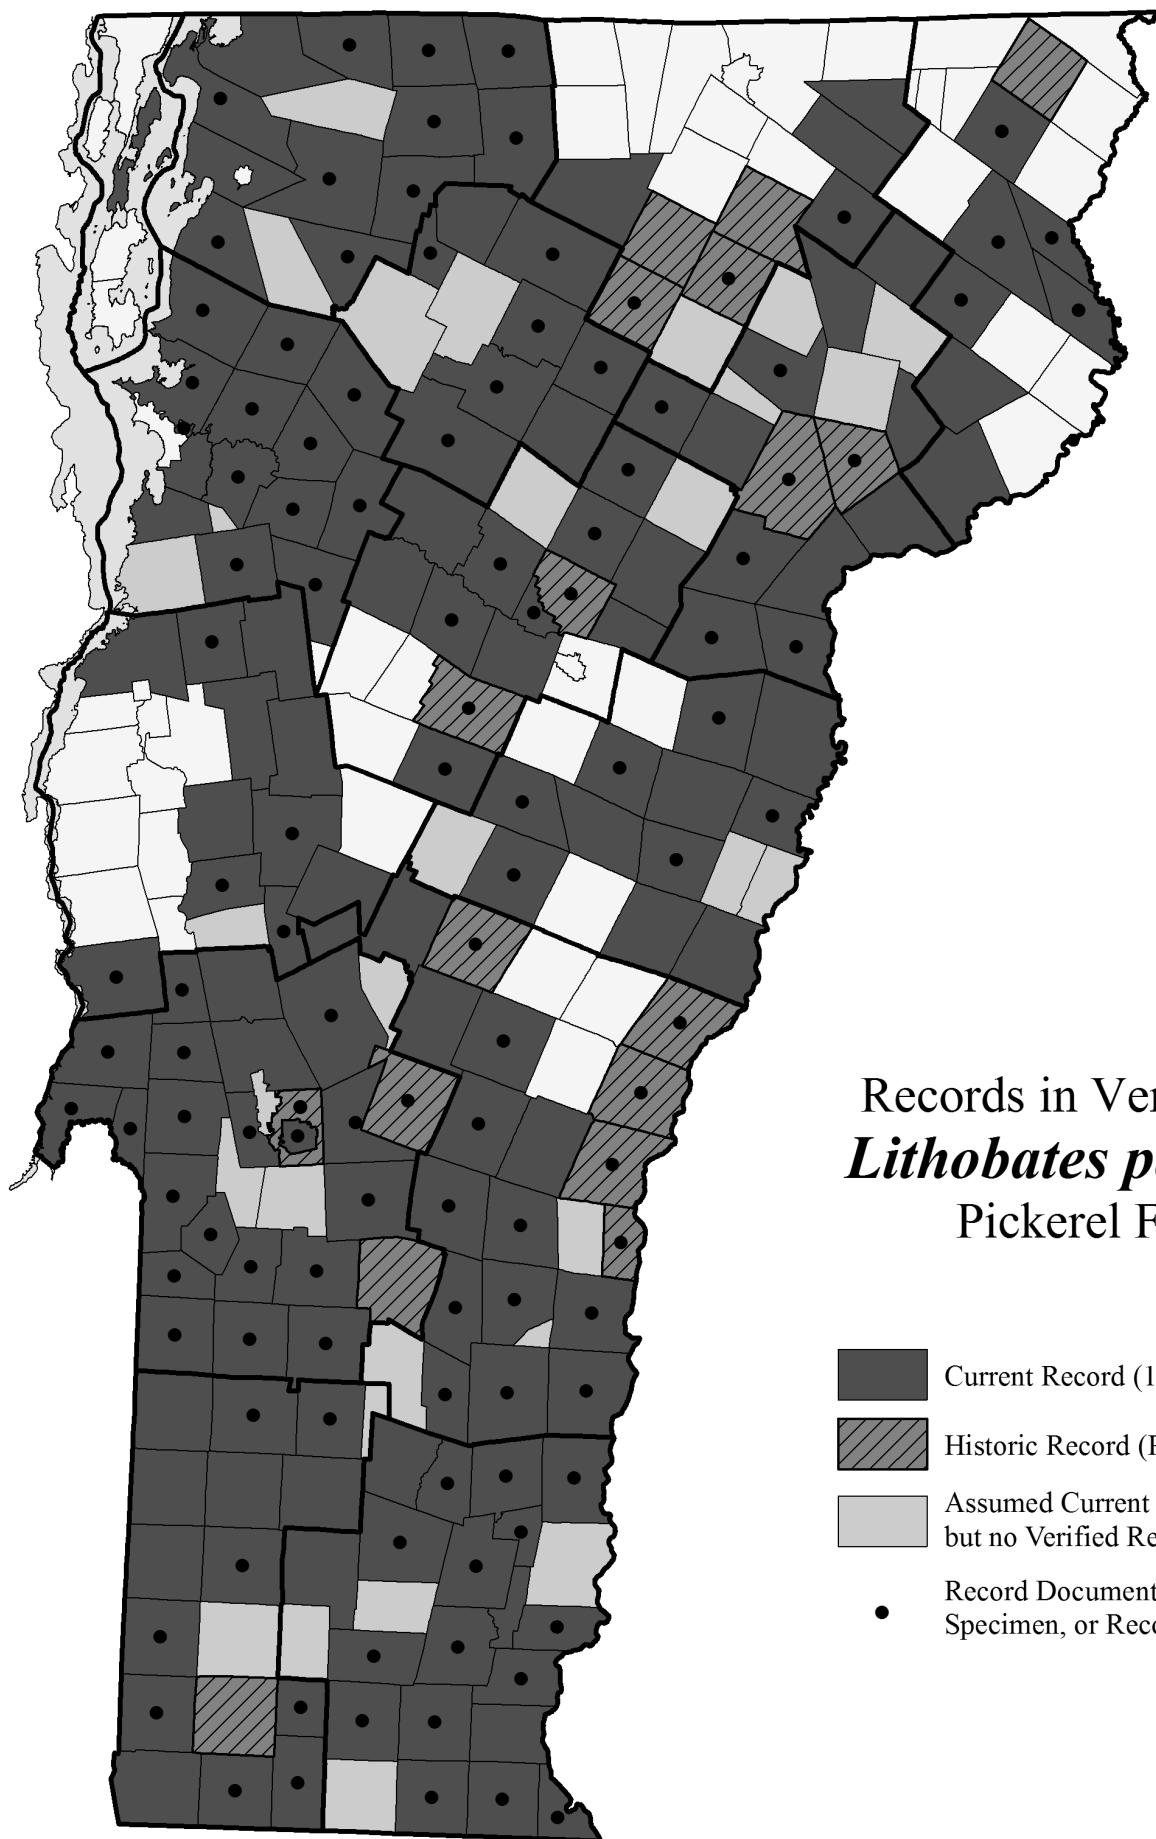 Records in Ver
Lithobates p
Pickerel F
Current Record (1
Historic Record (
Assumed Current
but no Verified Re
Record Document
Specimen, or Reco